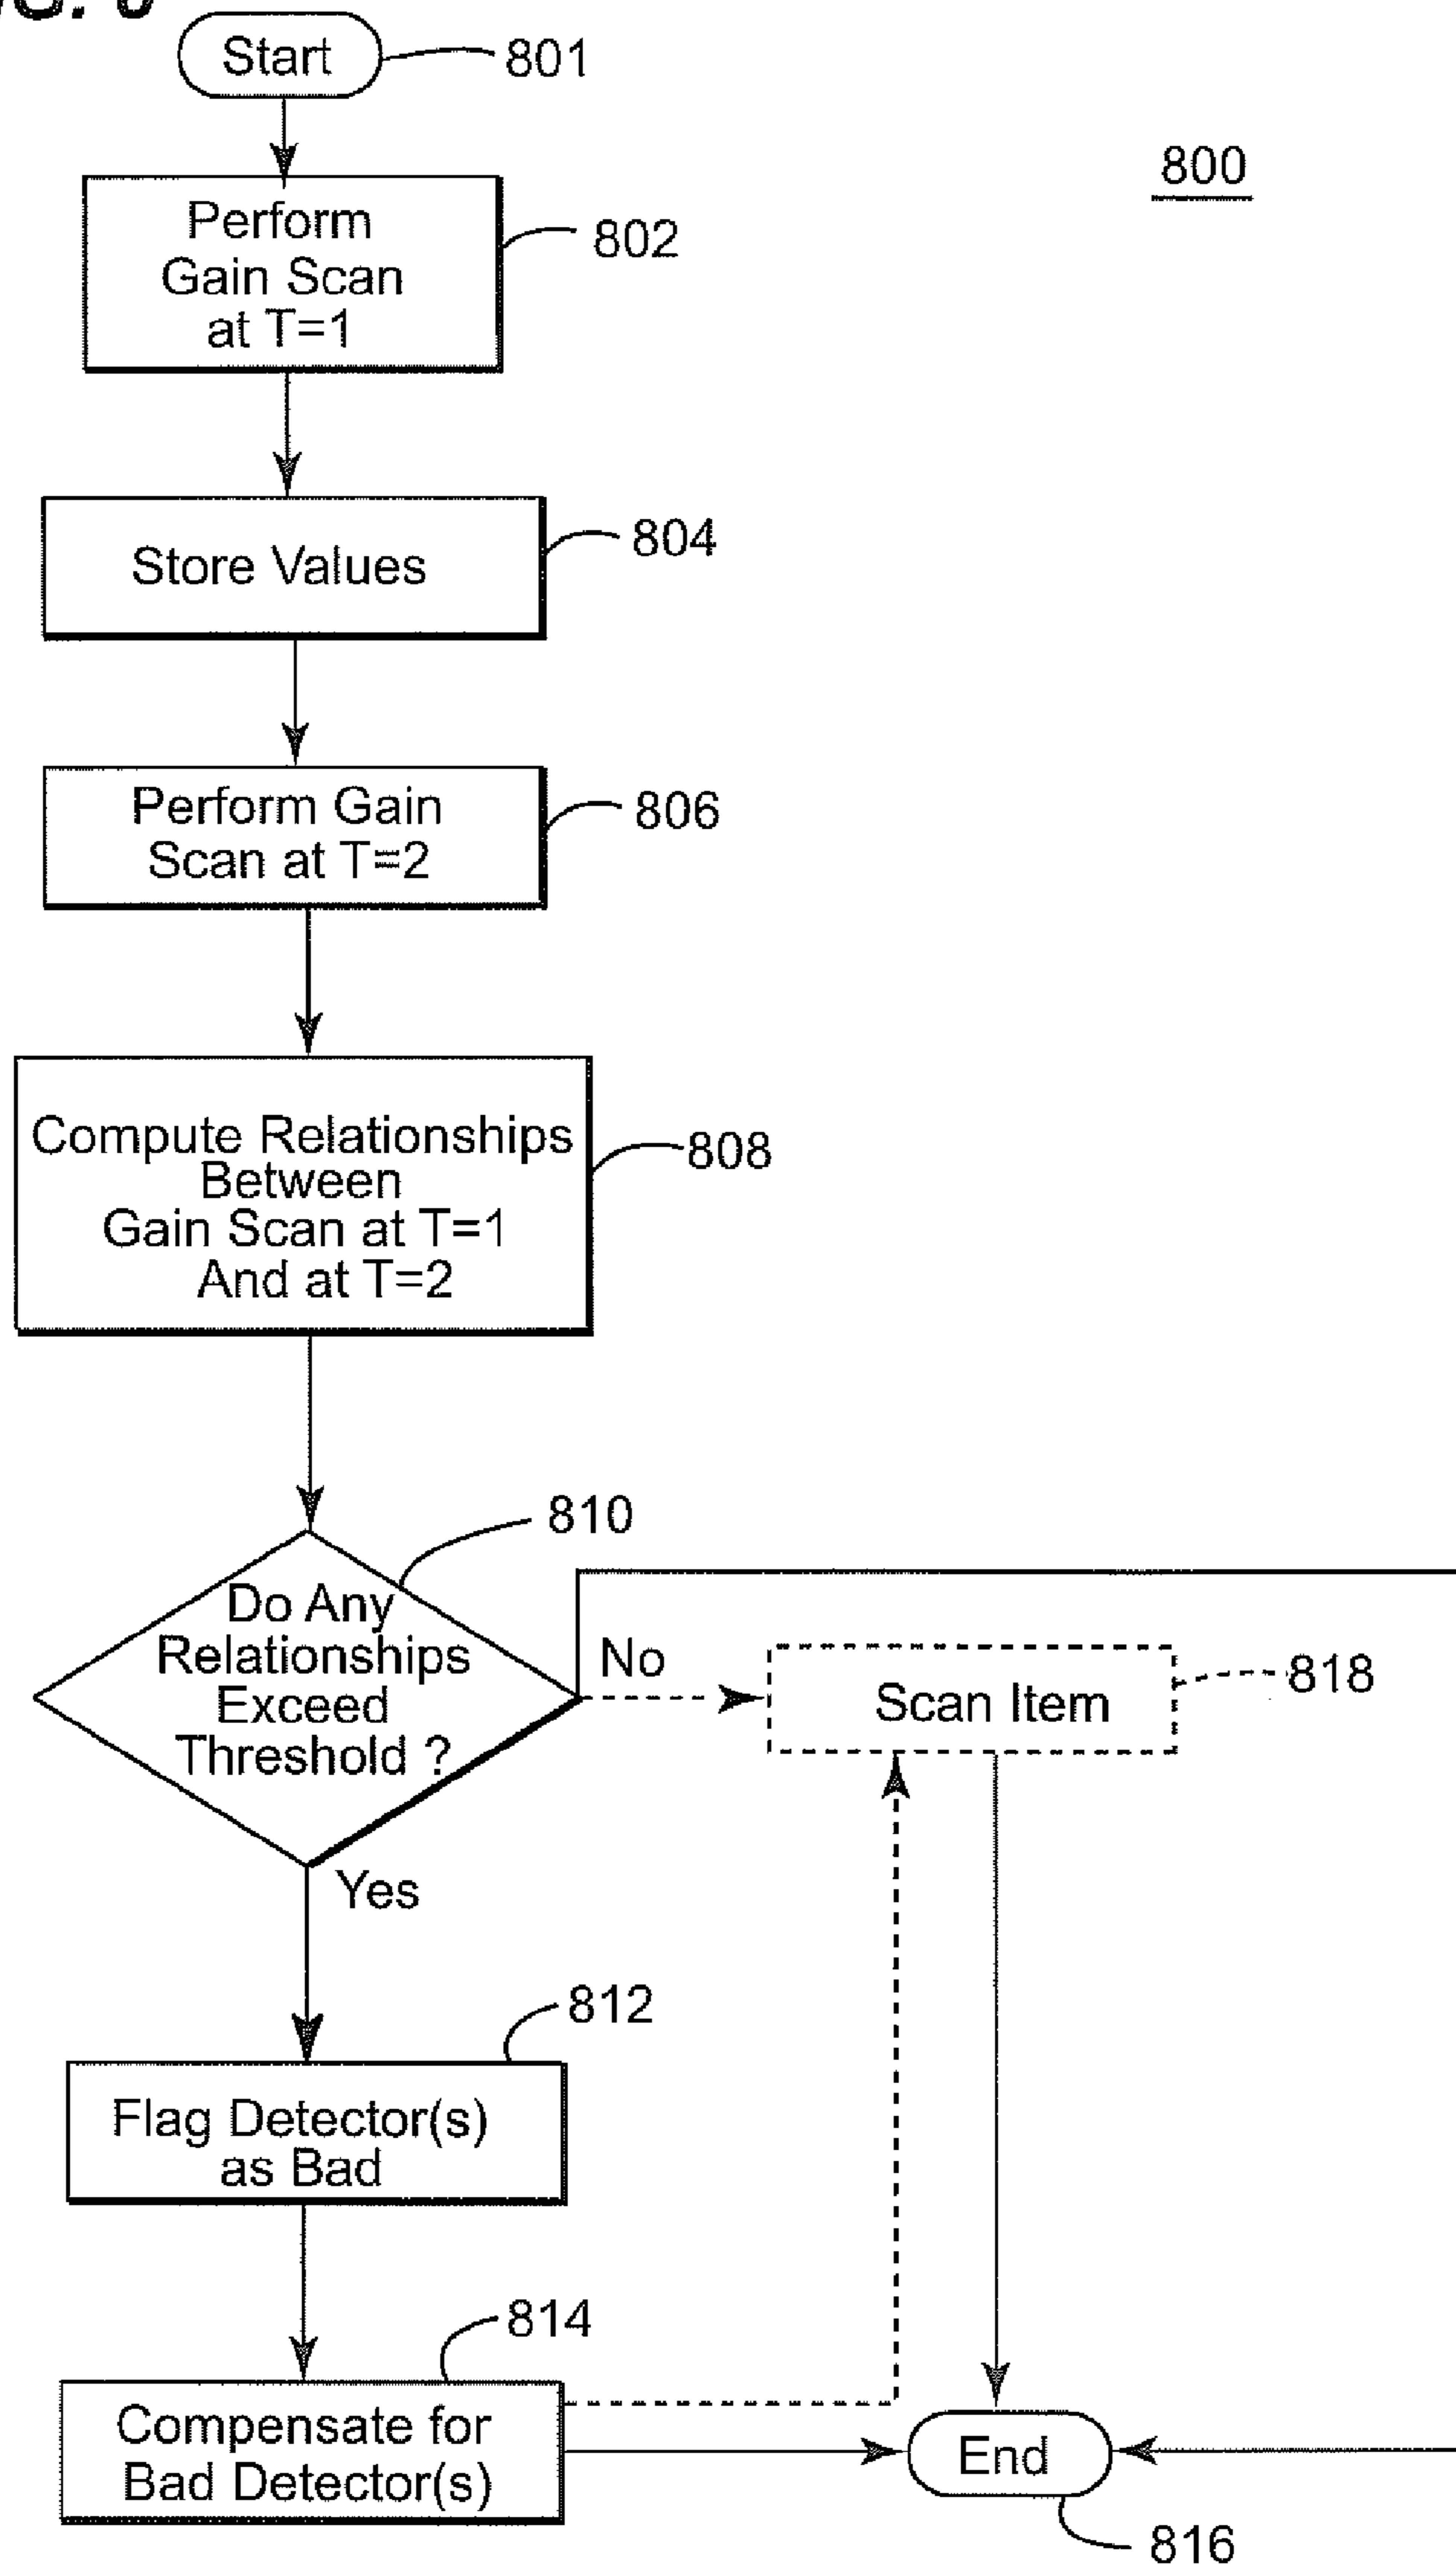 Start
801
800
Perform
Gain Scan
at T=1
802
Store Values
804
Perform Gain
Scan at T=2
806
Compute Relationships
Between
Gain Scan at T=1
And at T=2
808
810
Do Any
Relationships
Exceed
Threshold ?
No
Scan Item
818
Yes
812
Flag Detector(s)
as Bad
814
Compensate for
Bad Detector(s)
End
816